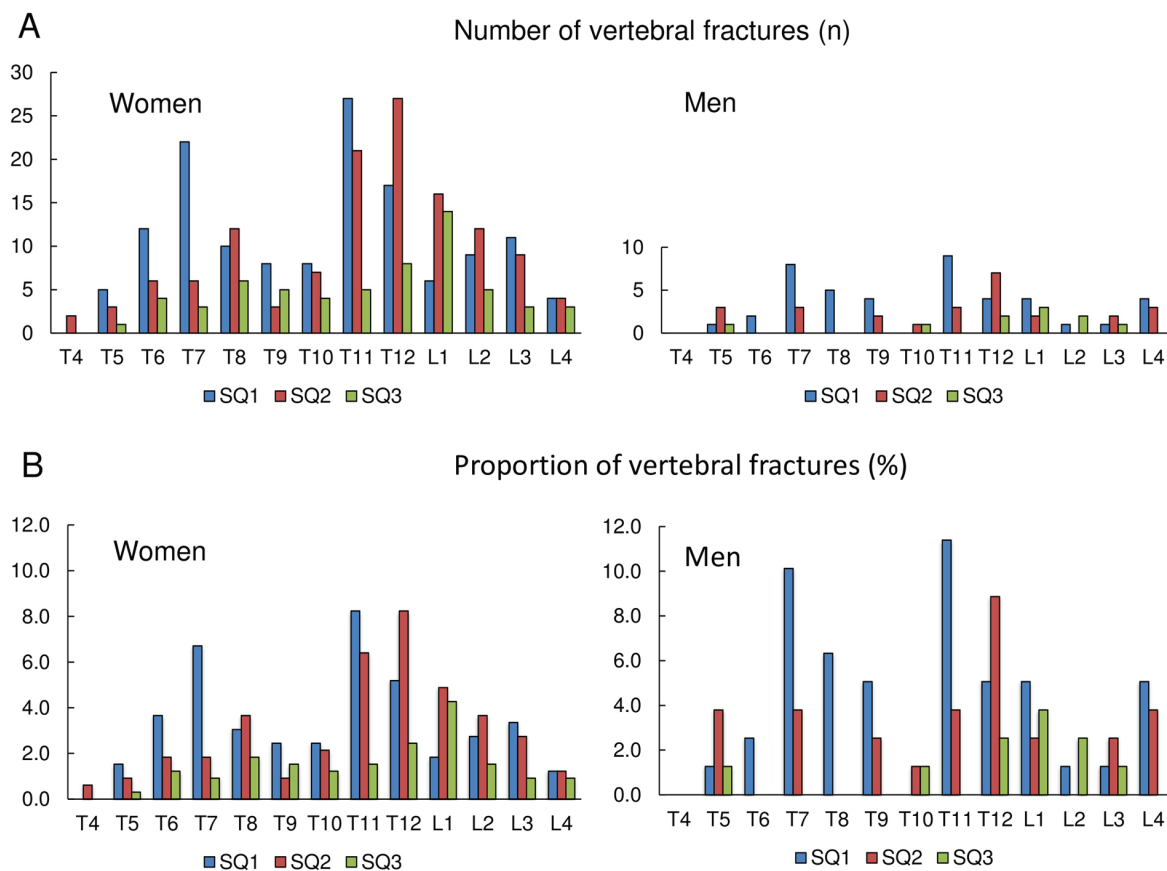 A
Number of vertebral fractures (n)
Women
30
25
20
15
10
5
0
T4 T5 T6 T7 T8 T9 T10 T11 T12 L1 L2 L3 L4
SQ1 SQ2 SQ3
Men
10
5
0
T4 T5 T6 T7 T8 T9 T10 T11 T12 L1 L2 L3 L4
SQ1 SQ2 SQ3
B
Proportion of vertebral fractures (%)
Women
12.0
10.0
8.0
6.0
4.0
2.0
0.0
T4 T5 T6 T7 T8 T9 T10 T11 T12 L1 L2 L3 L4
SQ1 SQ2 SQ3
Men
12.0
10.0
8.0
6.0
4.0
2.0
0.0
T4 T5 T6 T7 T8 T9 T10 T11 T12 L1 L2 L3 L4
SQ1 SQ2 SQ3